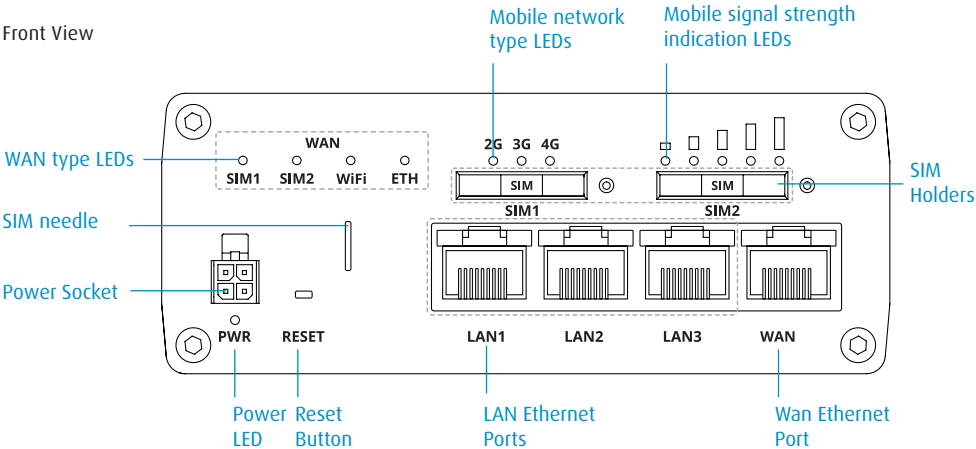 Front View
Mobile network
type LEDs
Mobile signal strength
indication LEDs
WAN type LEDs
WAN
SIM1 SIM2 WiFi ETH
2G 3G 4G
SIM
SIM1
SIM
SIM2
SIM
Holders
SIM needle
Power Socket
PWR
RESET
LAN1
LAN2
LAN3
WAN
Power
LED
Reset
Button
LAN Ethernet
Ports
Wan Ethernet
Port